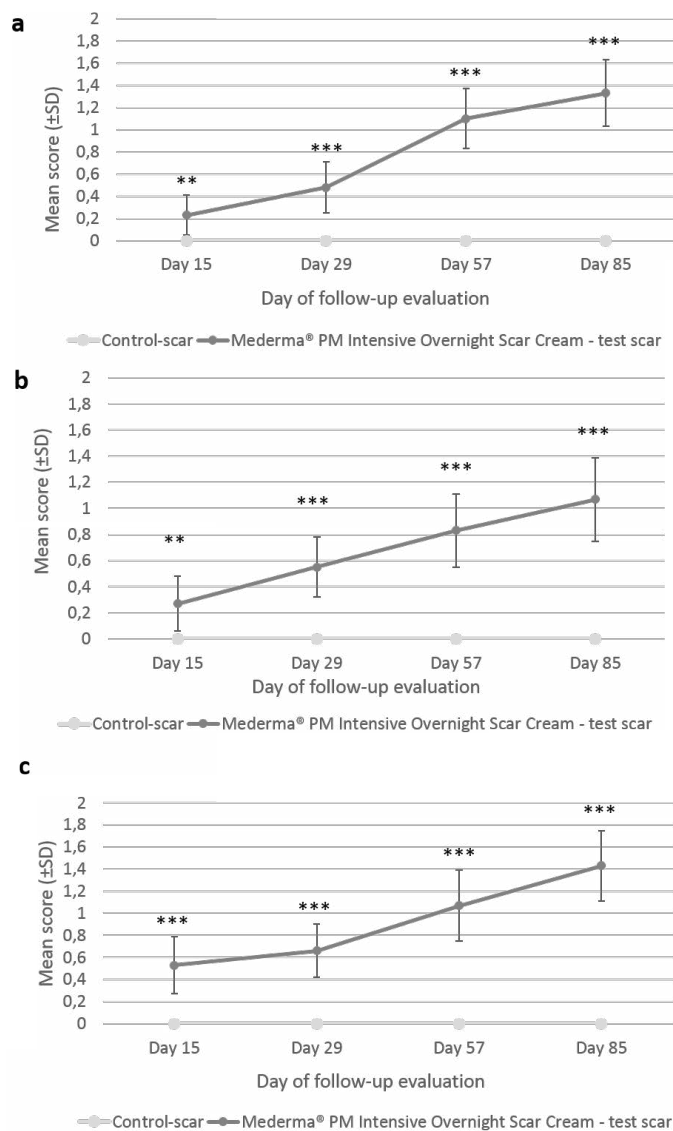 a
2
1,8
1,6
1,4
1,2
1
0,8
0,6
0,4
0,2
0
Mean score (±SD)
** *** *** ***
Day 15 Day 29 Day 57 Day 85
Day of follow-up evaluation
Control-scar Mederma® PM Intensive Overnight Scar Cream - test scar
b
2
1,8
1,6
1,4
1,2
1
0,8
0,6
0,4
0,2
0
Mean score (±SD)
** *** *** ***
Day 15 Day 29 Day 57 Day 85
Day of follow-up evaluation
Control-scar Mederma® PM Intensive Overnight Scar Cream - test scar
c
2
1,8
1,6
1,4
1,2
1
0,8
0,6
0,4
0,2
0
Mean score (±SD)
*** *** *** ***
Day 15 Day 29 Day 57 Day 85
Day of follow-up evaluation
Control-scar Mederma® PM Intensive Overnight Scar Cream - test scar